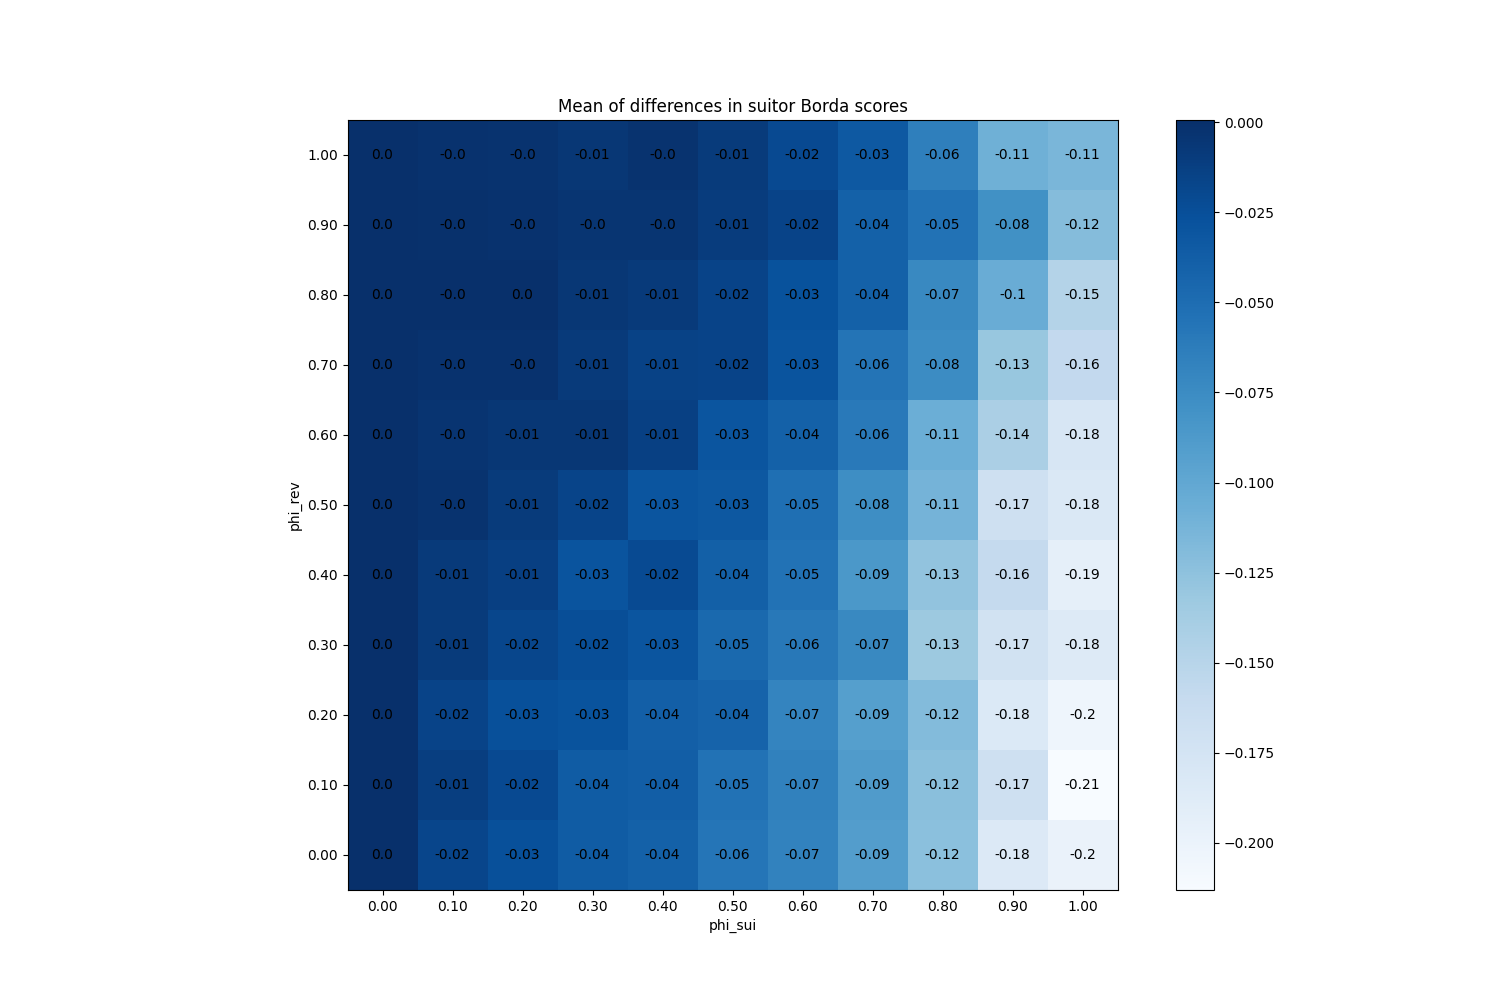 Mean of differences in suitor Borda scores
1.00 0.0 -0.0 -0.0 -0.01 -0.0 -0.01 -0.02 -0.03 -0.06 -0.11 -0.11
0.90 0.0 -0.0 -0.0 -0.0 -0.0 -0.01 -0.02 -0.04 -0.05 -0.08 -0.12
0.80 0.0 -0.0 0.0 -0.01 -0.01 -0.02 -0.03 -0.04 -0.07 -0.1 -0.15
0.70 0.0 -0.0 -0.0 -0.01 -0.01 -0.02 -0.03 -0.06 -0.08 -0.13 -0.16
0.60 0.0 -0.0 -0.01 -0.01 -0.01 -0.03 -0.04 -0.06 -0.11 -0.14 -0.18
0.50 0.0 -0.0 -0.01 -0.02 -0.03 -0.03 -0.05 -0.08 -0.11 -0.17 -0.18
0.40 0.0 -0.01 -0.01 -0.03 -0.02 -0.04 -0.05 -0.09 -0.13 -0.16 -0.19
0.30 0.0 -0.01 -0.02 -0.02 -0.03 -0.05 -0.06 -0.07 -0.13 -0.17 -0.18
0.20 0.0 -0.02 -0.03 -0.03 -0.04 -0.04 -0.07 -0.09 -0.12 -0.18 -0.2
0.10 0.0 -0.01 -0.02 -0.04 -0.04 -0.05 -0.07 -0.09 -0.12 -0.17 -0.21
0.00 0.0 -0.02 -0.03 -0.04 -0.04 -0.06 -0.07 -0.09 -0.12 -0.18 -0.2
0.00 0.10 0.20 0.30 0.40 0.50 0.60 0.70 0.80 0.90 1.00
phi_sui
phi_rev
0.000
−0.025
−0.050
−0.075
−0.100
−0.125
−0.150
−0.175
−0.200